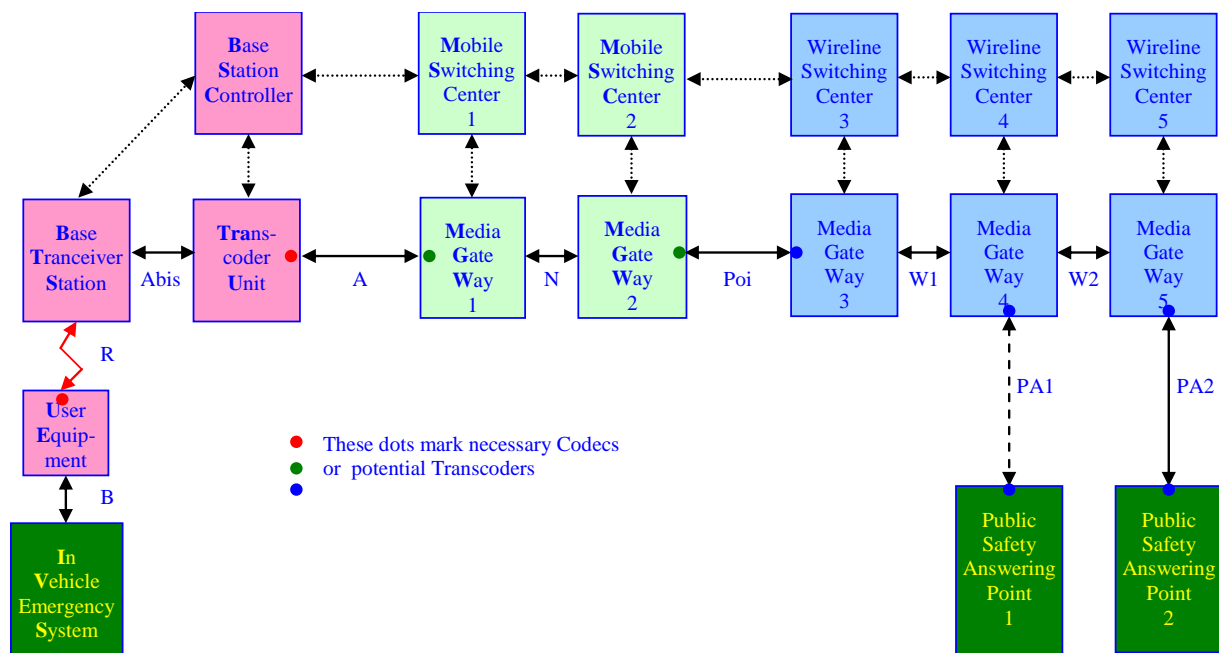 Base
Station
Controller
Mobile
Switching
Center
1
Mobile
Switching
Center
2
Wireline
Switching
Center
3
Wireline
Switching
Center
4
Wireline
Switching
Center
5
Base
Tranceiver
Station
Abis
Trans-
coder
Unit
A
Media
Gate
Way
1
N
Media
Gate
Way
2
Poi
Media
Gate
Way
3
W1
Media
Gate
Way
4
W2
Media
Gate
Way
5
R
PA1
PA2
User
Equip-
ment
These dots mark necessary Codecs
or potential Transcoders
B
In
Vehicle
Emergency
System
Public
Safety
Answering
Point
1
Public
Safety
Answering
Point
2